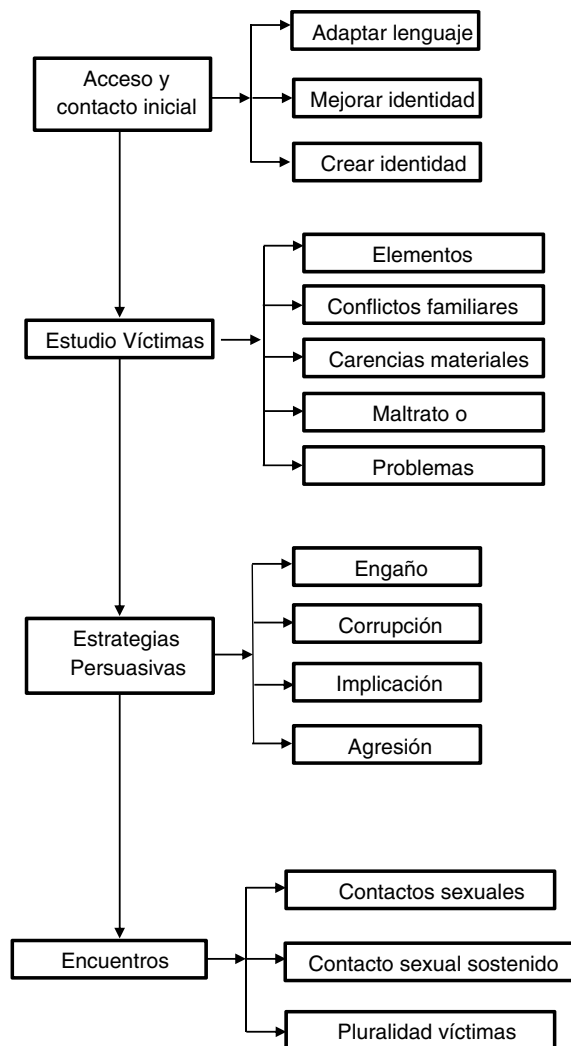 Adaptar lenguaje
Acceso y
contacto inicial
Mejorar identidad
Crear identidad
Elementos
Conflictos familiares
Estudio Víctimas
Carencias materiales
Maltrato o
Problemas
Engaño
Corrupción
Estrategias
Persuasivas
Implicación
Agresión
Contactos sexuales
Encuentros
Contacto sexual sostenido
Pluralidad víctimas